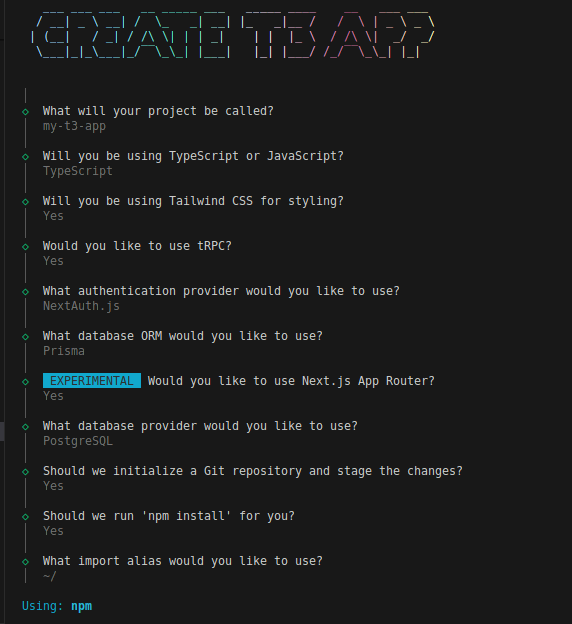 CREATE T3 APP
What will your project be called?
my-t3-app
Will you be using TypeScript or JavaScript?
TypeScript
Will you be using Tailwind CSS for styling?
Yes
Would you like to use tRPC?
Yes
What authentication provider would you like to use?
NextAuth.js
What database ORM would you like to use?
Prisma
EXPERIMENTAL Would you like to use Next.js App Router?
Yes
What database provider would you like to use?
PostgreSQL
Should we initialize a Git repository and stage the changes?
Yes
Should we run 'npm install' for you?
Yes
What import alias would you like to use?
~/
Using: npm